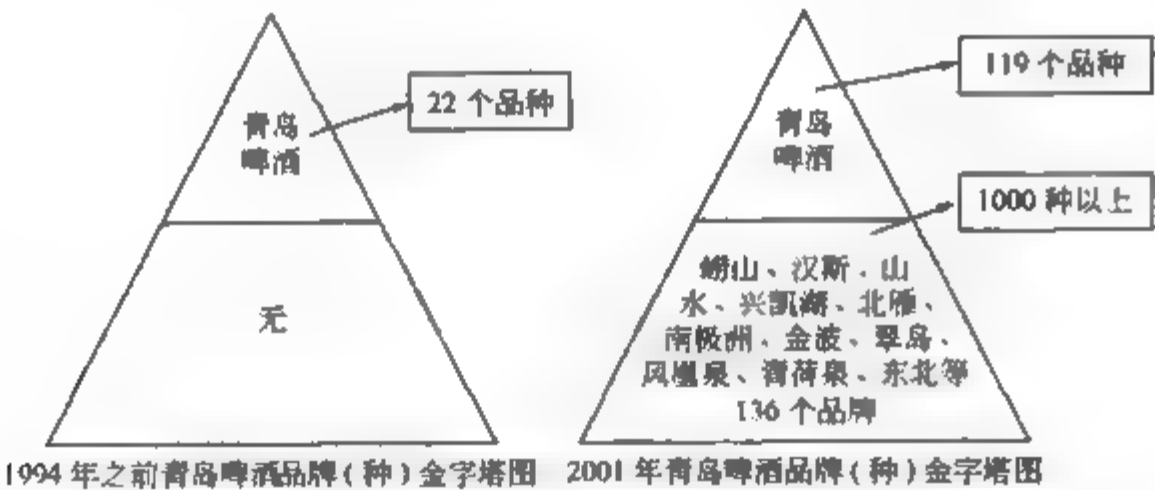 22 个品种
青岛
啤酒
无
1994 年之前青岛啤酒品牌(种)金字塔图
119 个品种
青岛
啤酒
1000 种以上
崂山、汉斯、山
水、兴凯湖、北雁、
南极洲、金波、翠岛、
凤凰泉、青荷泉、东北等
136 个品牌
2001 年青岛啤酒品牌(种)金字塔图